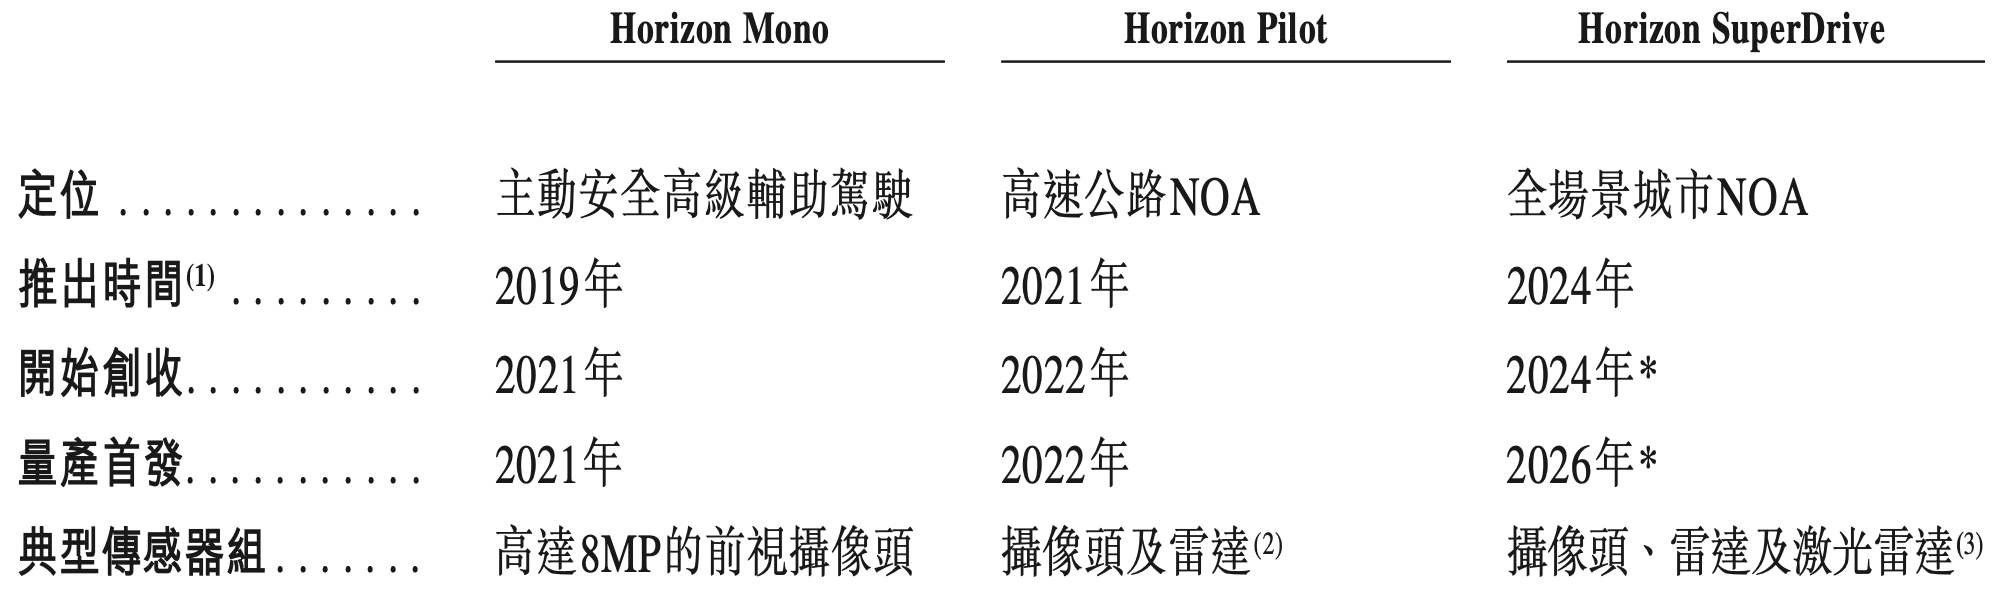 Horizon Mono Horizon Pilot Horizon SuperDrive
定位 .............. 主動安全高級輔助駕駛 高速公路NOA 全場景城市NOA
推出時間(1) ......... 2019年 2021年 2024年
開始創收........... 2021年 2022年 2024年*
量產首發........... 2021年 2022年 2026年*
典型傳感器組....... 高達8MP的前視攝像頭 攝像頭及雷達(2) 攝像頭、雷達及激光雷達(3)